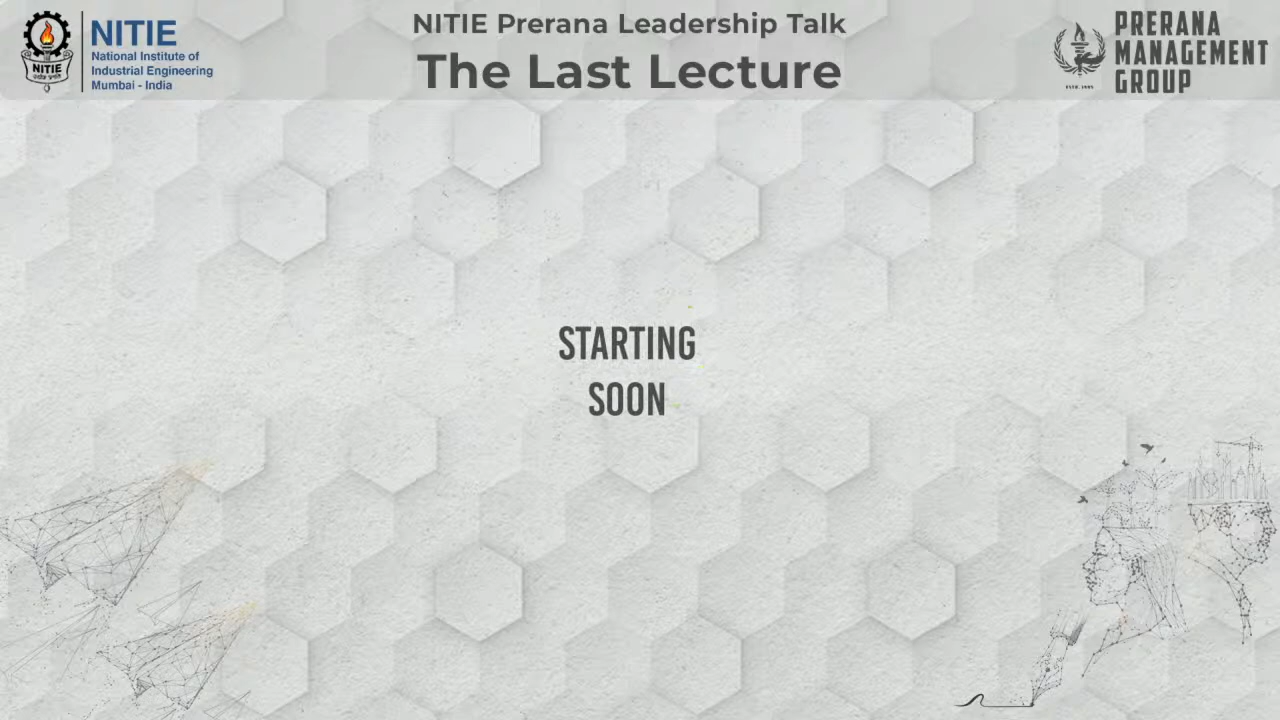 NITIE Prerana Leadership Talk
The Last Lecture
NITIE
NITIE
National Institute of
Industrial Engineering
Mumbai - India
PRERANA
MANAGEMENT
GROUP
STARTING
SOON